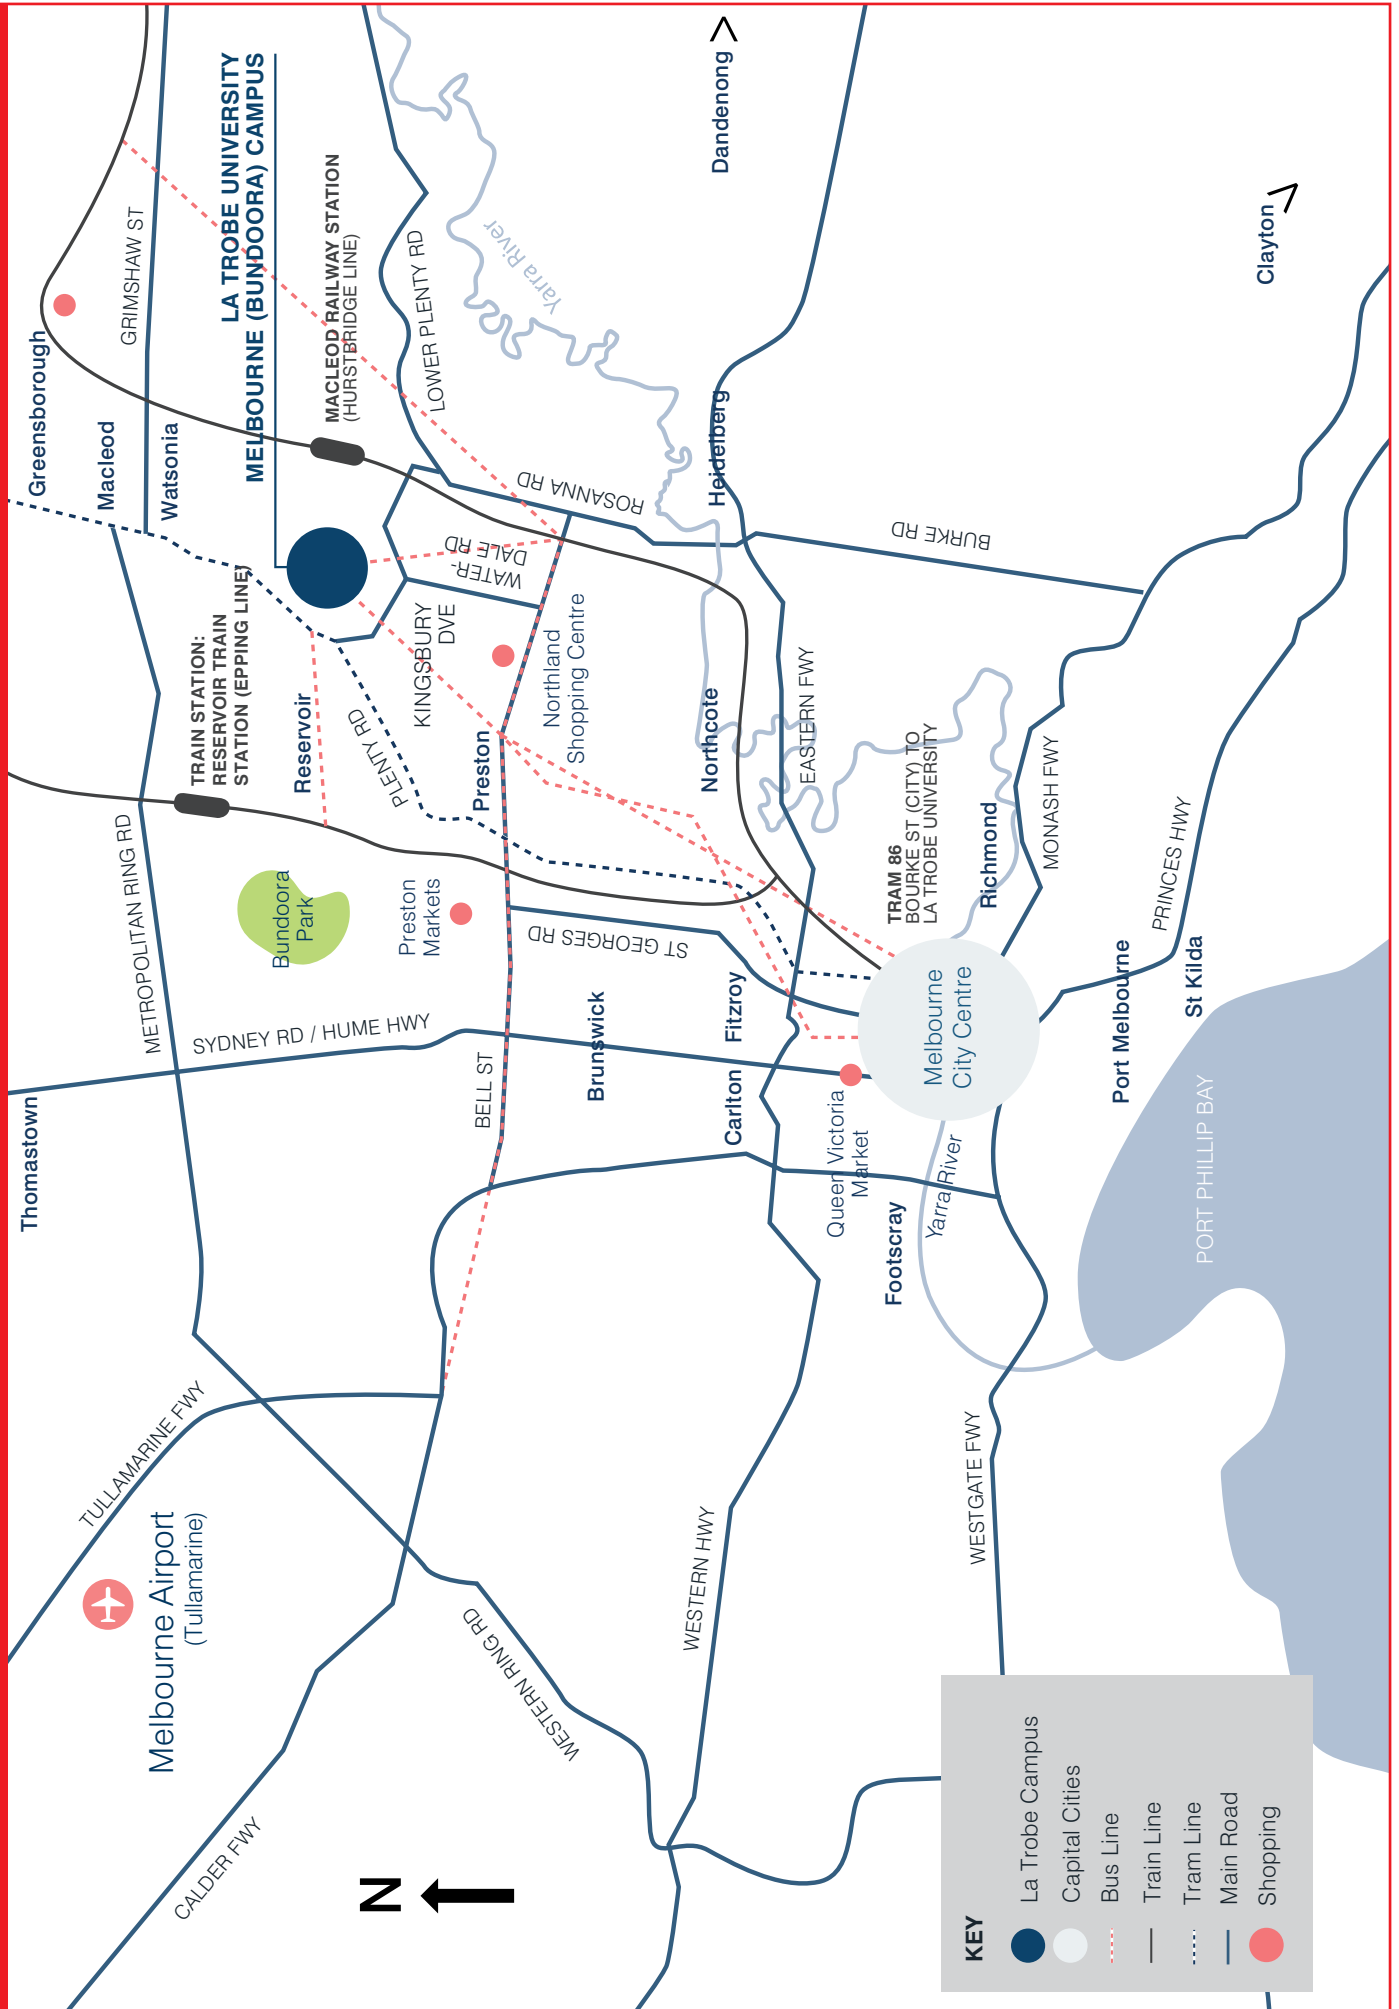 Thomastown
Greensborough
Macleod
Watsonia
GRIMSHAW ST
LA TROBE UNIVERSITY
MELBOURNE (BUNDOORA) CAMPUS
MACLEOD RAILWAY STATION
(HURSTBRIDGE LINE)
TRAIN STATION:
RESERVOIR TRAIN
STATION (EPPING LINE)
METROPOLITAN RING RD
TULLAMARINE FWY
Melbourne Airport
(Tullamarine)
CALDER FWY
N
SYDNEY RD / HUME HWY
Bundoora
Park
Reservoir
PLENTY RD
LOWER PLENTY RD
KINGSBURY
DVE
WATER-
DALE RD
ROSANNA RD
Yarra River
Preston
Markets
Preston
BELL ST
Northland
Shopping Centre
WESTERN RING RD
ST GEORGES RD
Brunswick
WESTERN HWY
Carlton
Fitzroy
Northcote
Heidelberg
Dandenong
EASTERN FWY
BURKE RD
Queen Victoria
Market
Footscray
Yarra River
Melbourne
City Centre
TRAM 86
BOURKE ST (CITY) TO
LA TROBE UNIVERSITY
Richmond
MONASH FWY
WESTGATE FWY
Port Melbourne
St Kilda
PRINCES HWY
PORT PHILLIP BAY
Clayton
KEY
La Trobe Campus
Capital Cities
Bus Line
Train Line
Tram Line
Main Road
Shopping